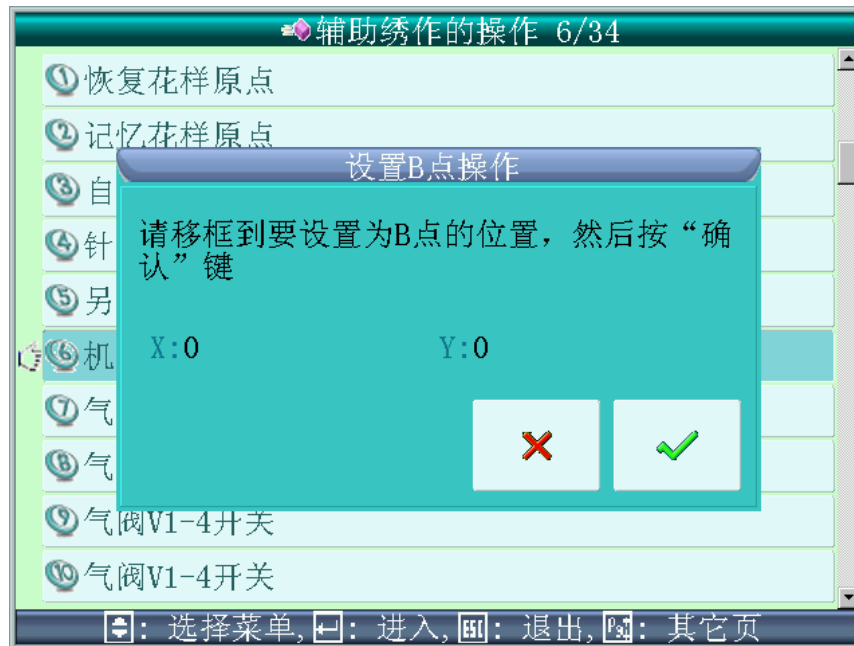 辅助绣作的操作 6/34
① 恢复花样原点
② 记忆花样原点
设置B点操作
③ 自
请移框到要设置为B点的位置，然后按“确
④ 针
认”键
⑤ 另
⑥ 机
X:0 Y:0
⑦ 气
⑧ 气
⑨ 气阀V1-4开关
⑩ 气阀V1-4开关
: 选择菜单, : 进入, ESC: 退出, : 其它页